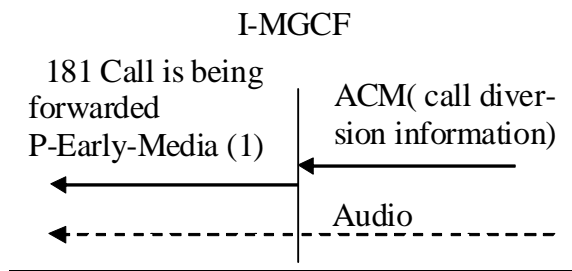 I-MGCF
181 Call is being
forwarded
P-Early-Media (1)
ACM( call diver-
sion information)
Audio